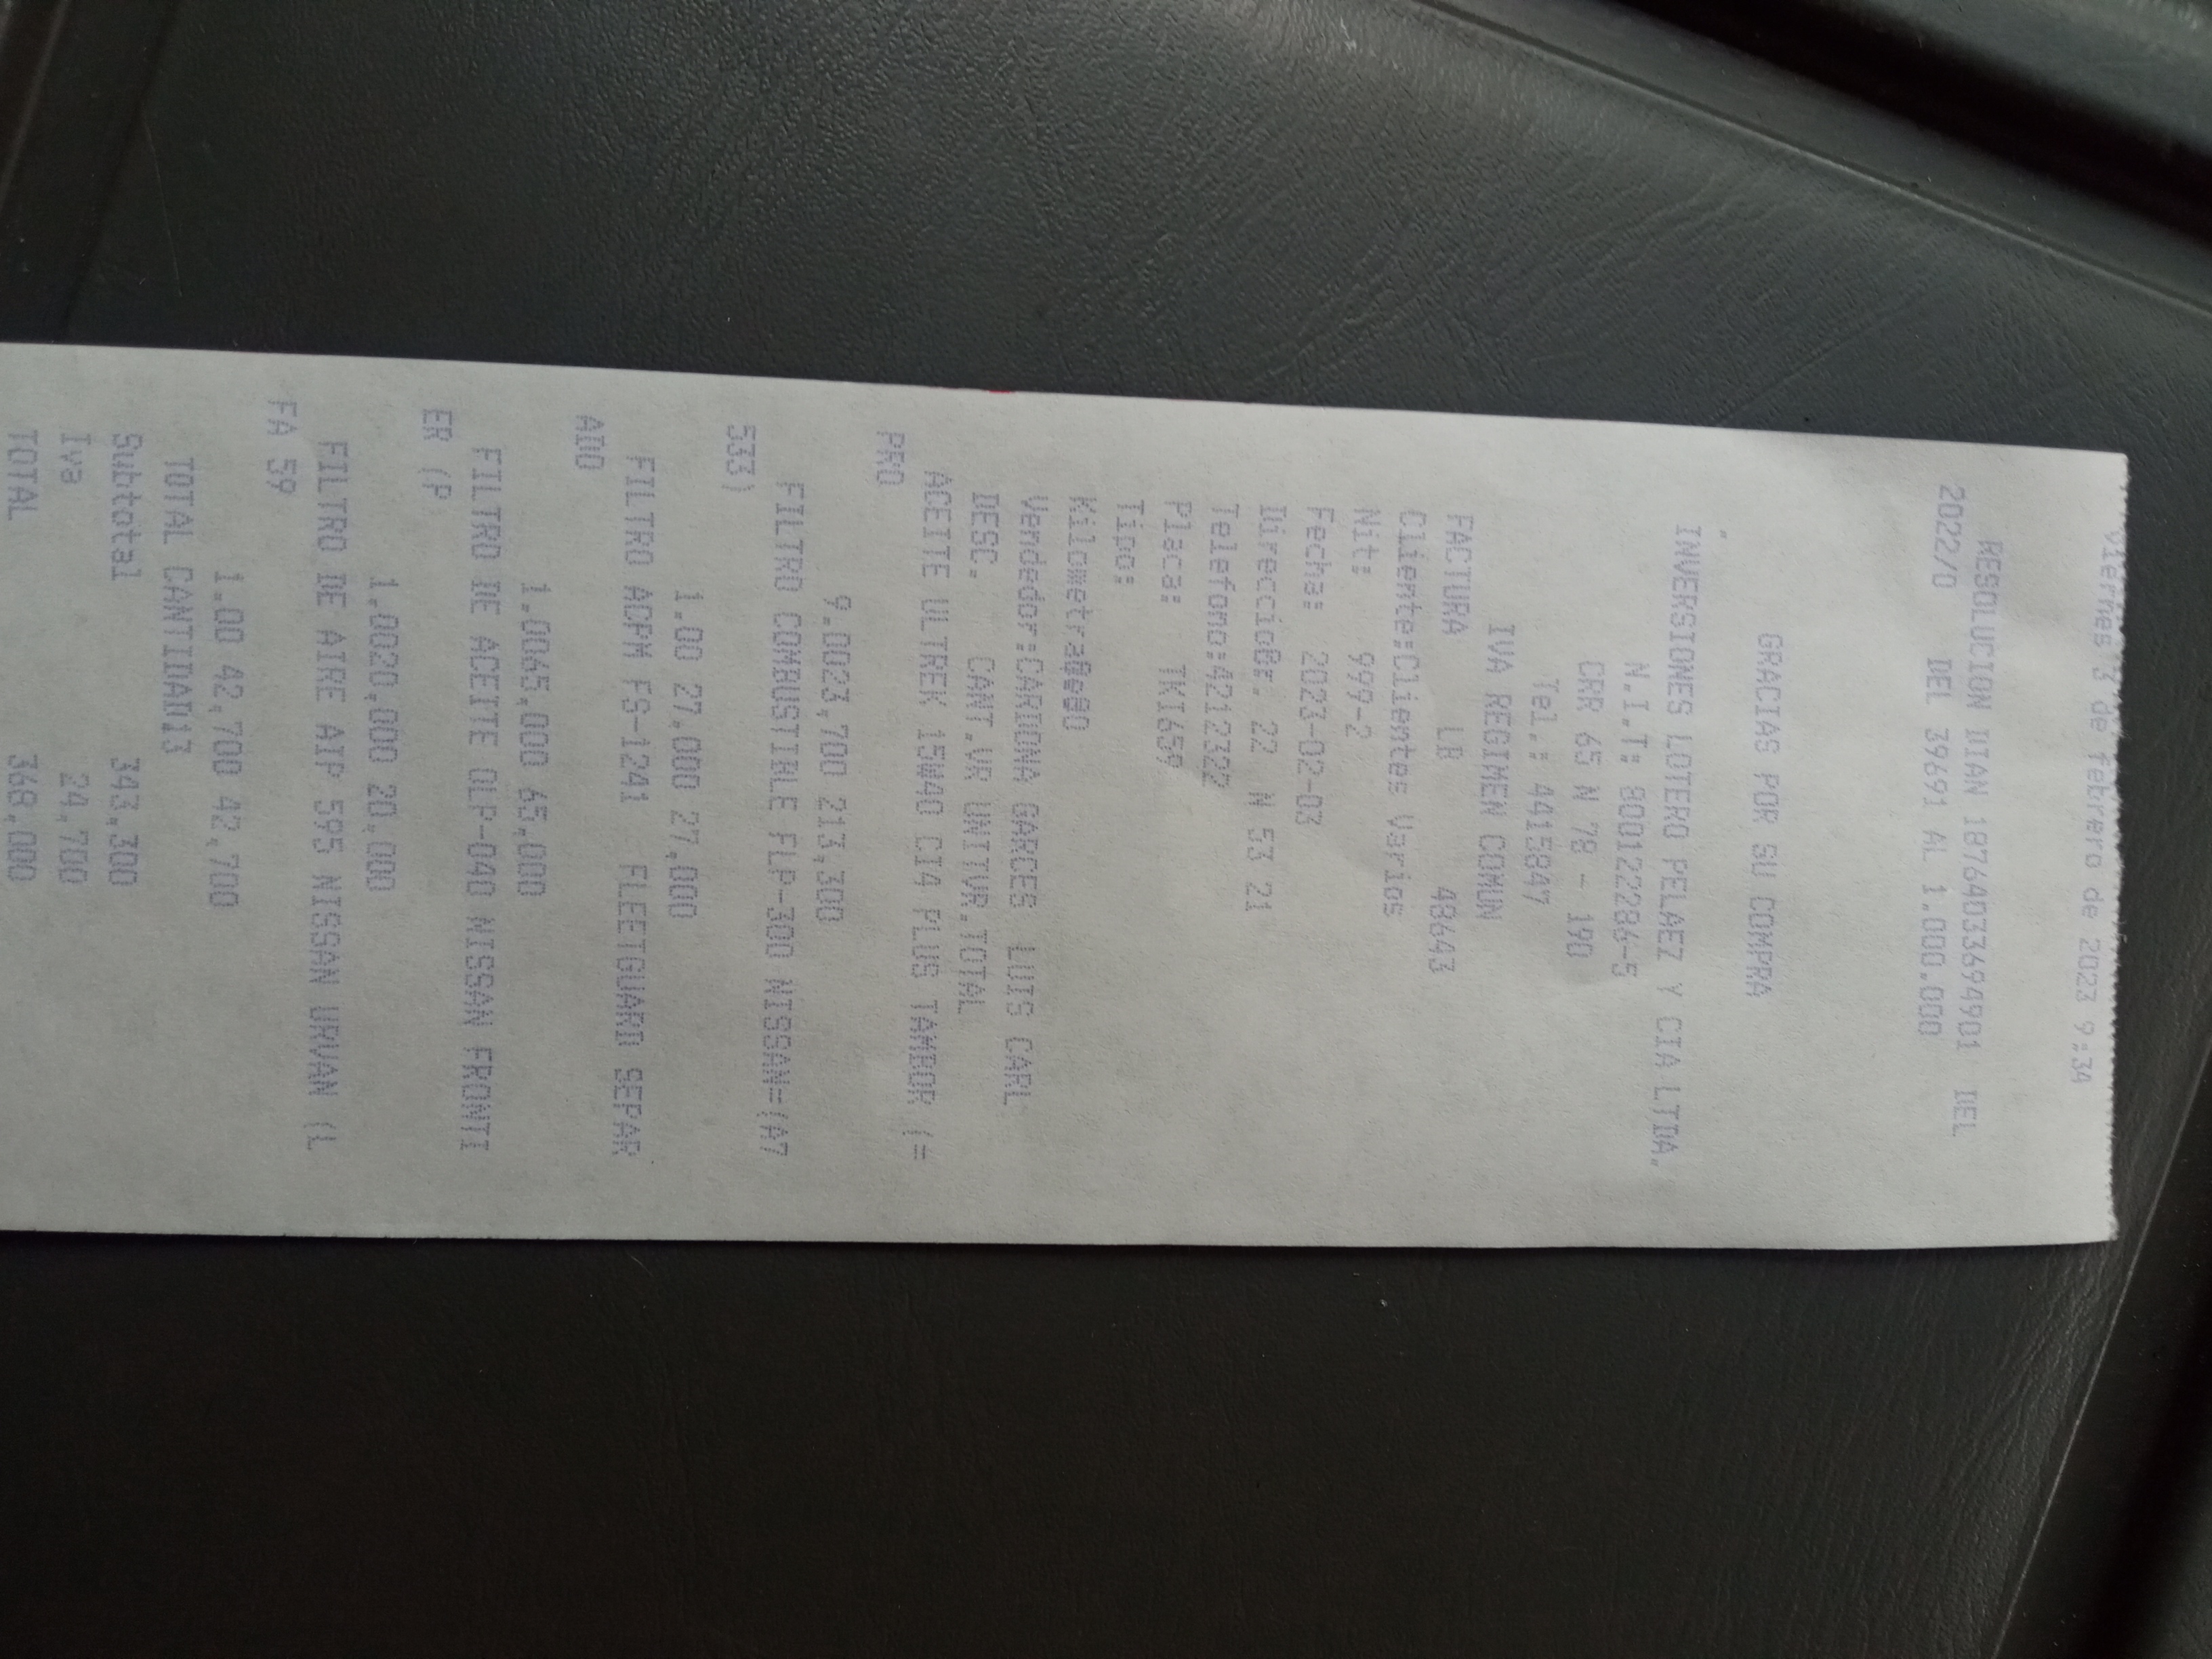 viernes 3 de febrero de 2023 9:34
RESOLUCION DIAN 18764033694901 DEL
2022/0 DEL 39691 AL 1.000.000
GRACIAS POR SU COMPRA
INVERSIONES LOTERO PELAEZ Y CIA LTDA.
N.I.T: 800122286-5
CRR 65 N 78 - 190
Tel.: 4415847
IVA REGIMEN COMUN
FACTURA LR 48643
Cliente:Clientes Varios
Nit: 999-2
Fecha: 2023-02-03
22 N 53 21
Telefono:4212322
Placa: TKI659
Tipo:
Vendedor:CARDONA GARCES LUIS CARL
DESC. CANT.VR UNITVR.TOTAL
ACEITE ULTREK 15W40 CI4 PLUS TAMBOR (=
PRO
9.0023,700 213,300
FILTRO COMBUSTIBLE FLP-300 NISSAN=(A7
533)
1.00 27,000 27,000
FILTRO ACPM FS-1241 FLEETGUARD SEPAR
ADO
1.0065,000 65,000
FILTRO DE ACEITE OLP-040 NISSAN FRONTI
ER (P
1.0020,000 20,000
FILTRO DE AIRE AIP 595 NISSAN URVAN (L
FA 59
1.00 42,700 42,700
TOTAL CANTIDAD13
Subtotal 343,300
Iva 24,700
TOTAL 368,000